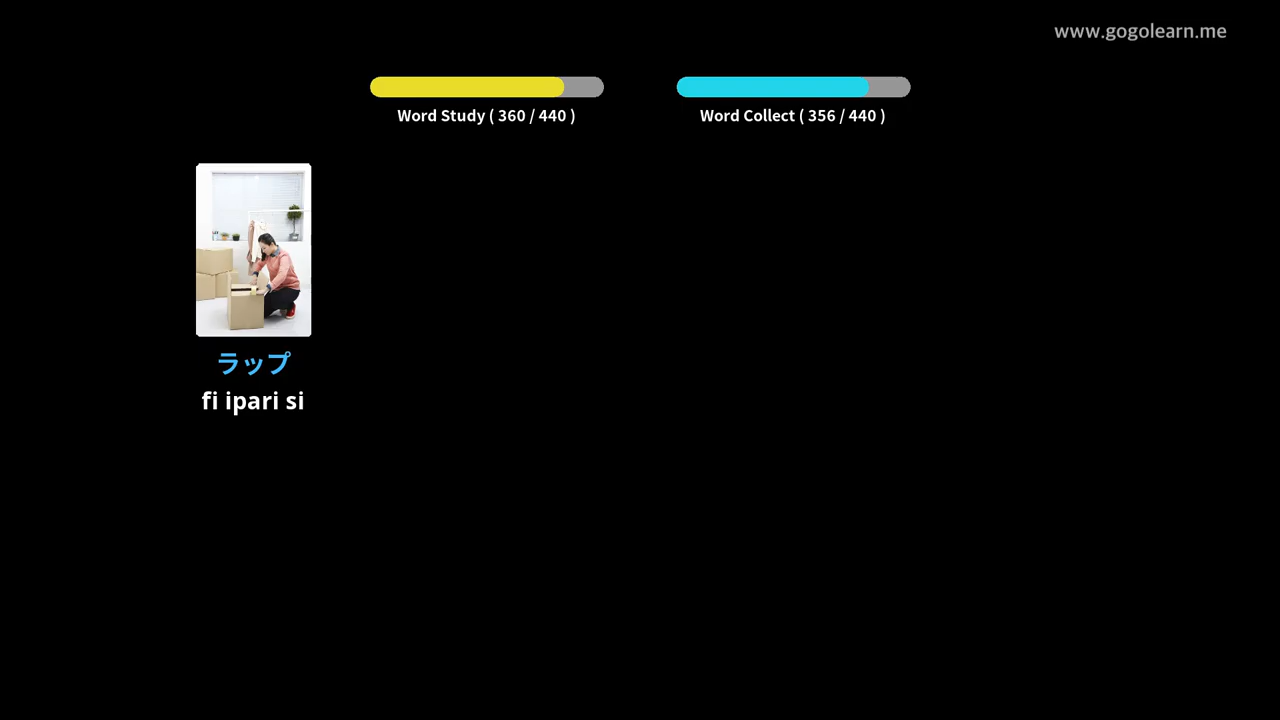 www.gogolearn.me
Word Study ( 360 / 440 )
Word Collect ( 356 / 440 )
ラップ
fi ipari si